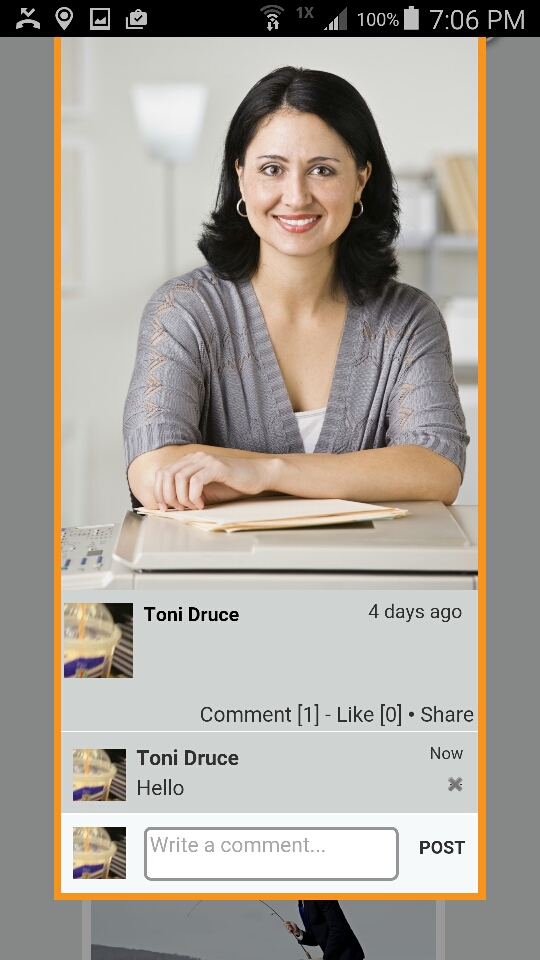 1X 100% 7:06 PM
Toni Druce 4 days ago
Comment [1] - Like [0] • Share
Toni Druce Now
Hello
Write a comment... POST